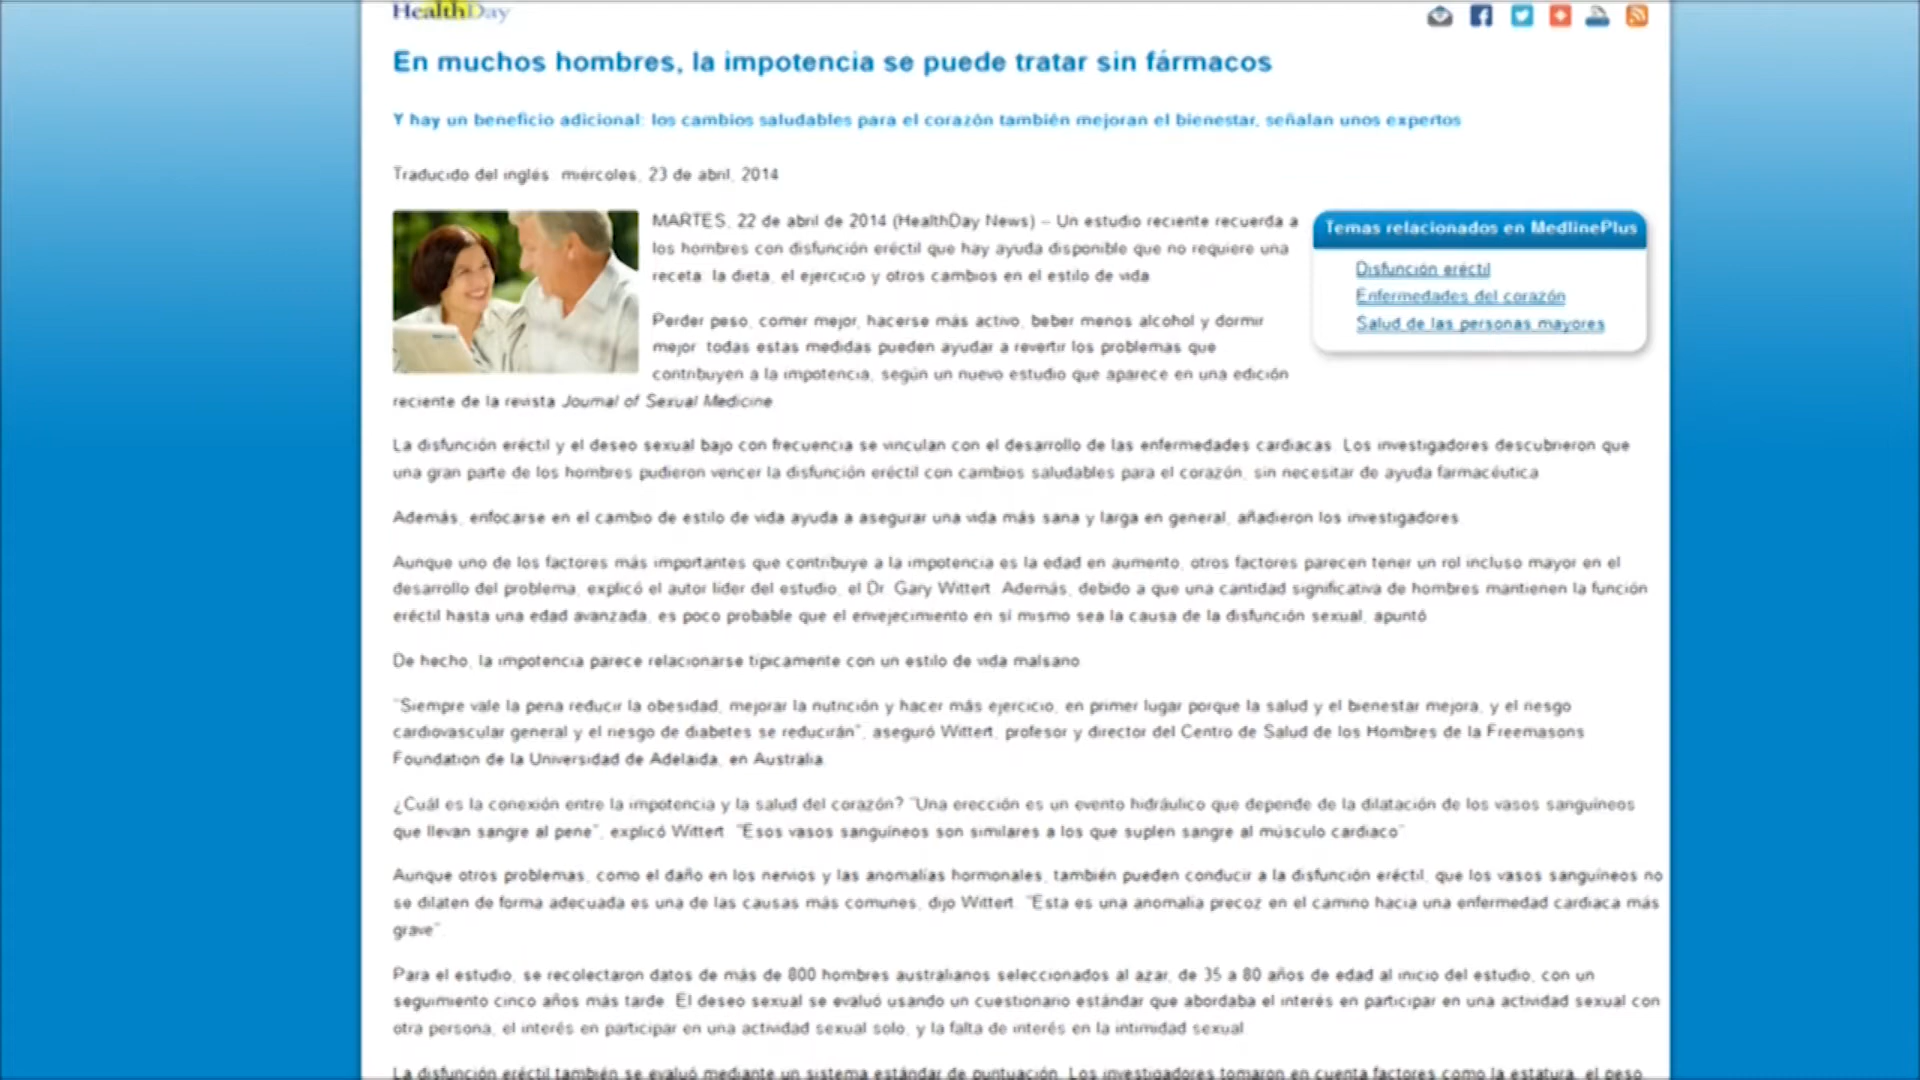 HealthDay
En muchos hombres, la impotencia se puede tratar sin fármacos
Y hay un beneficio adicional: los cambios saludables para el corazón también mejoran el bienestar, señalan unos expertos
Traducido del inglés: miércoles, 23 de abril, 2014
MARTES, 22 de abril de 2014 (HealthDay News) -- Un estudio reciente recuerda a
los hombres con disfunción eréctil que hay ayuda disponible que no requiere una
receta: la dieta, el ejercicio y otros cambios en el estilo de vida.
Perder peso, comer mejor, hacerse más activo, beber menos alcohol y dormir
mejor: todas estas medidas pueden ayudar a revertir los problemas que
contribuyen a la impotencia, según un nuevo estudio que aparece en una edición
reciente de la revista Journal of Sexual Medicine.
Temas relacionados en MedlinePlus
Disfunción eréctil
Enfermedades del corazón
Salud de las personas mayores
La disfunción eréctil y el deseo sexual bajo con frecuencia se vinculan con el desarrollo de las enfermedades cardiacas. Los investigadores descubrieron que
una gran parte de los hombres pudieron vencer la disfunción eréctil con cambios saludables para el corazón, sin necesitar de ayuda farmacéutica.
Además, enfocarse en el cambio de estilo de vida ayuda a asegurar una vida más sana y larga en general, añadieron los investigadores.
Aunque uno de los factores más importantes que contribuye a la impotencia es la edad en aumento, otros factores parecen tener un rol incluso mayor en el
desarrollo del problema, explicó el autor líder del estudio, el Dr. Gary Wittert. Además, debido a que una cantidad significativa de hombres mantienen la función
eréctil hasta una edad avanzada, es poco probable que el envejecimiento en sí mismo sea la causa de la disfunción sexual, apuntó.
De hecho, la impotencia parece relacionarse típicamente con un estilo de vida malsano.
"Siempre vale la pena reducir la obesidad, mejorar la nutrición y hacer más ejercicio, en primer lugar porque la salud y el bienestar mejora, y el riesgo
cardiovascular general y el riesgo de diabetes se reducirán", aseguró Wittert, profesor y director del Centro de Salud de los Hombres de la Freemasons
Foundation de la Universidad de Adelaida, en Australia.
¿Cuál es la conexión entre la impotencia y la salud del corazón? "Una erección es un evento hidráulico que depende de la dilatación de los vasos sanguíneos
que llevan sangre al pene", explicó Wittert. "Esos vasos sanguíneos son similares a los que suplen sangre al músculo cardiaco".
Aunque otros problemas, como el daño en los nervios y las anomalías hormonales, también pueden conducir a la disfunción eréctil, que los vasos sanguíneos no
se dilaten de forma adecuada es una de las causas más comunes, dijo Wittert. "Esta es una anomalía precoz en el camino hacia una enfermedad cardiaca más
grave".
Para el estudio, se recolectaron datos de más de 800 hombres australianos seleccionados al azar, de 35 a 80 años de edad al inicio del estudio, con un
seguimiento cinco años más tarde. El deseo sexual se evaluó usando un cuestionario estándar que abordaba el interés en participar en una actividad sexual con
otra persona, el interés en participar en una actividad sexual solo, y la falta de interés en la intimidad sexual.
La disfunción eréctil también se evaluó mediante un sistema estándar de puntuación. Los investigadores tomaron en cuenta factores como la estatura, el peso,